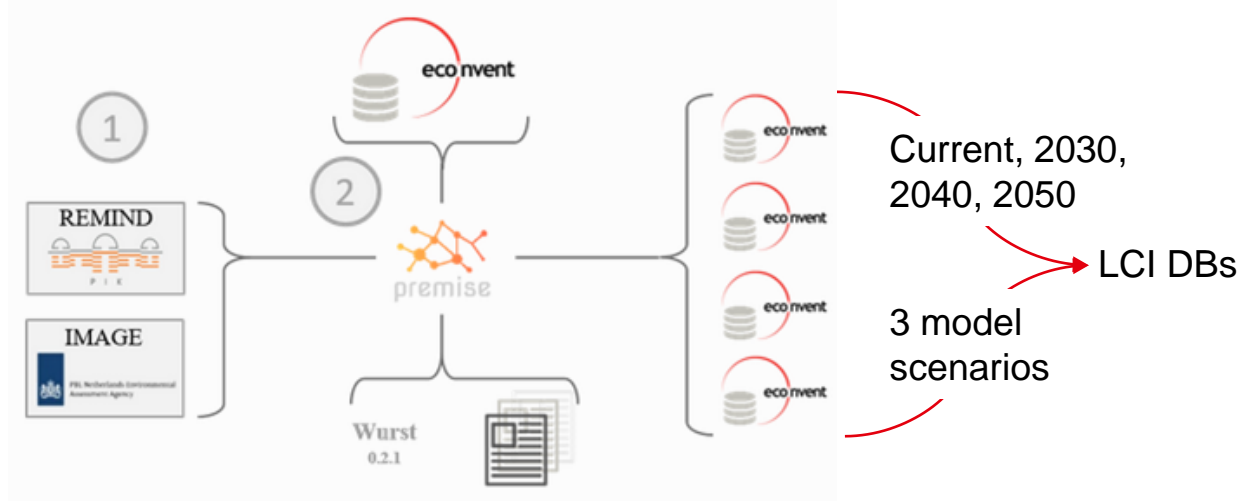 ecoinvent
1
2
REMIND
P I K
IMAGE
PBL Netherlands Environmental
Assessment Agency
premise
Wurst
0.2.1
ecoinvent
ecoinvent
ecoinvent
ecoinvent
Current, 2030,
2040, 2050
LCI DBs
3 model
scenarios